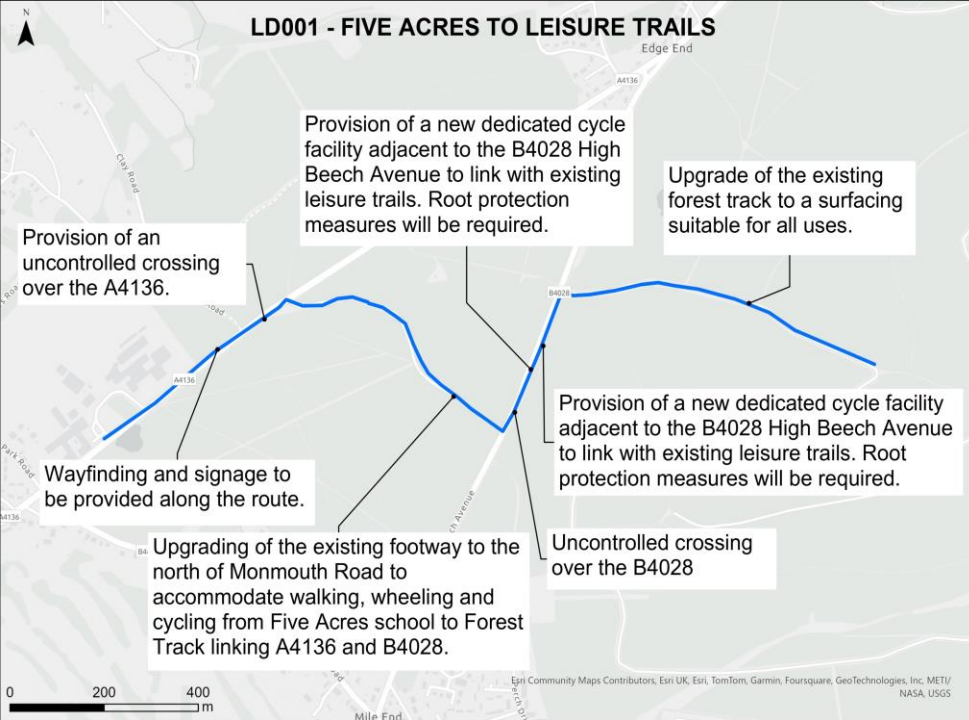 N
LD001 - FIVE ACRES TO LEISURE TRAILS
Edge End
A4136
Provision of a new dedicated cycle
facility adjacent to the B4028 High
Beech Avenue to link with existing
leisure trails. Root protection
measures will be required.
Upgrade of the existing
forest track to a surfacing
suitable for all uses.
Clay Road
Provision of an
uncontrolled crossing
over the A4136.
Road
B4028
A4136
Provision of a new dedicated cycle facility
adjacent to the B4028 High Beech Avenue
to link with existing leisure trails. Root
protection measures will be required.
Park Road
Wayfinding and signage to
be provided along the route.
A4136
ch Avenue
B4
Upgrading of the existing footway to the
north of Monmouth Road to
accommodate walking, wheeling and
cycling from Five Acres school to Forest
Track linking A4136 and B4028.
Uncontrolled crossing
over the B4028
Esri Community Maps Contributors, Esri UK, Esri, TomTom, Garmin, Foursquare, GeoTechnologies, Inc, METI/
NASA, USGS
0 200 400
m
Mile End